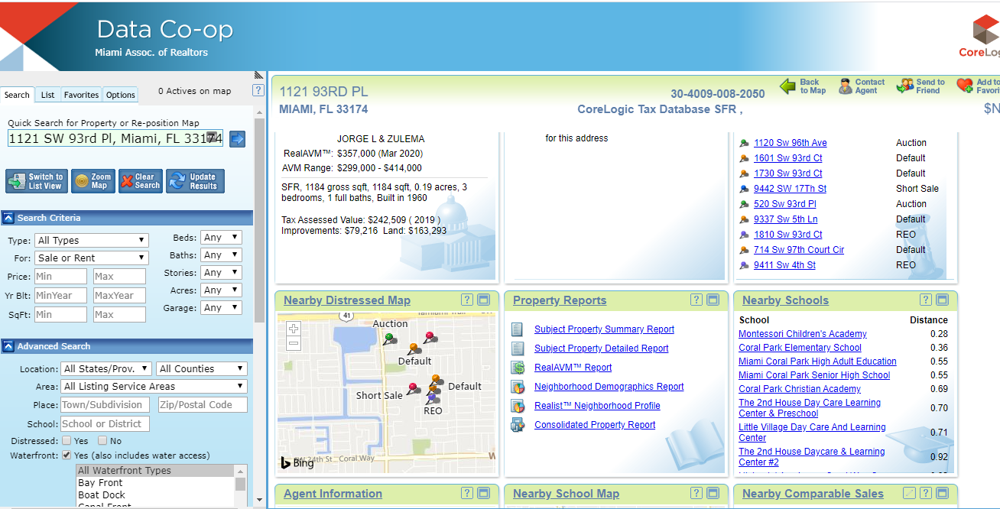 Data Co-op
Miami Assoc. of Realtors
CoreLog
Search List Favorites Options
0 Actives on map
?
Quick Search for Property or Re-position Map
1121 SW 93rd Pl, Miami, FL 33174
Switch to
List View
Zoom
Map
Clear
Search
Update
Results
Search Criteria
Type: All Types
For: Sale or Rent
Price: Min Max
Yr Blt: MinYear MaxYear
SqFt: Min Max
Beds: Any
Baths: Any
Stories: Any
Acres: Any
Garage: Any
Advanced Search
Location: All States/Prov. All Counties
Area: All Listing Service Areas
Place: Town/Subdivision Zip/Postal Code
School: School or District
Distressed: Yes No
Waterfront: Yes (also includes water access)
All Waterfront Types
Bay Front
Boat Dock
Canal Front
1121 93RD PL
MIAMI, FL 33174
30-4009-008-2050
CoreLogic Tax Database SFR ,
Back
to Map
Contact
Agent
Send to
Friend
Add to
Favori
$N
JORGE L & ZULEMA
RealAVM™: $357,000 (Mar 2020)
AVM Range: $299,000 - $414,000
SFR, 1184 gross sqft, 1184 sqft, 0.19 acres, 3
bedrooms, 1 full baths, Built in 1960
Tax Assessed Value: $242,509 ( 2019 )
Improvements: $79,216 Land: $163,293
for this address
1120 Sw 96th Ave Auction
1601 Sw 93rd Ct Default
1730 Sw 93rd Ct Default
9442 SW 17Th St Short Sale
520 Sw 93rd Pl Auction
9337 Sw 5th Ln Default
1810 Sw 93rd Ct REO
714 Sw 97th Court Cir Default
9411 Sw 4th St REO
Nearby Distressed Map ?
41
Tamiami Trail
Auction
Default
Default
Short Sale
REO
SW 24th St Coral Way
W
Bing
Property Reports ?
Subject Property Summary Report
Subject Property Detailed Report
RealAVM™ Report
Neighborhood Demographics Report
Realist™ Neighborhood Profile
Consolidated Property Report
Nearby Schools ?
School Distance
Montessori Children's Academy 0.28
Coral Park Elementary School 0.36
Miami Coral Park High Adult Education 0.55
Miami Coral Park Senior High School 0.55
Coral Park Christian Academy 0.69
The 2nd House Day Care Learning
Center & Preschool 0.70
Little Village Day Care And Learning
Center 0.71
The 2nd House Daycare & Learning
Center #2 0.92
Agent Information ?
Nearby School Map ?
Nearby Comparable Sales ?